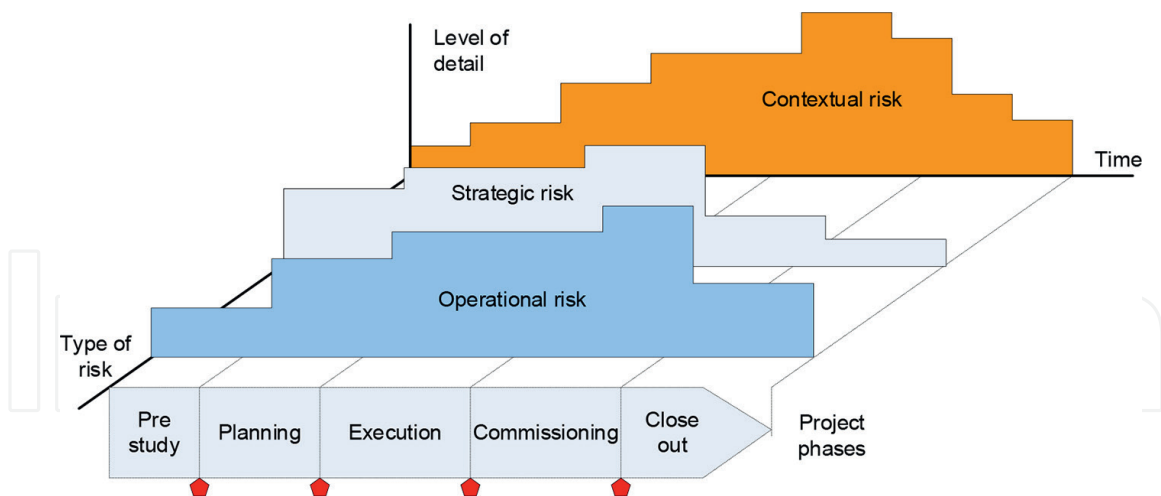 Level of
detail
Contextual risk
Time
Strategic risk
Operational risk
Type of
risk
Pre
study
Planning
Execution
Commissioning
Close
out
Project
phases